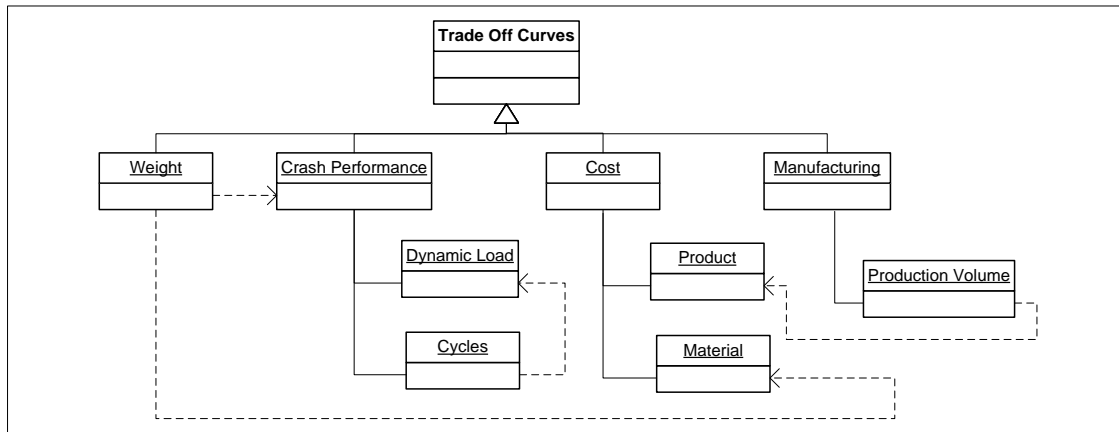 Trade Off Curves
Weight
Crash Performance
Cost
Manufacturing
Dynamic Load
Product
Production Volume
Cycles
Material